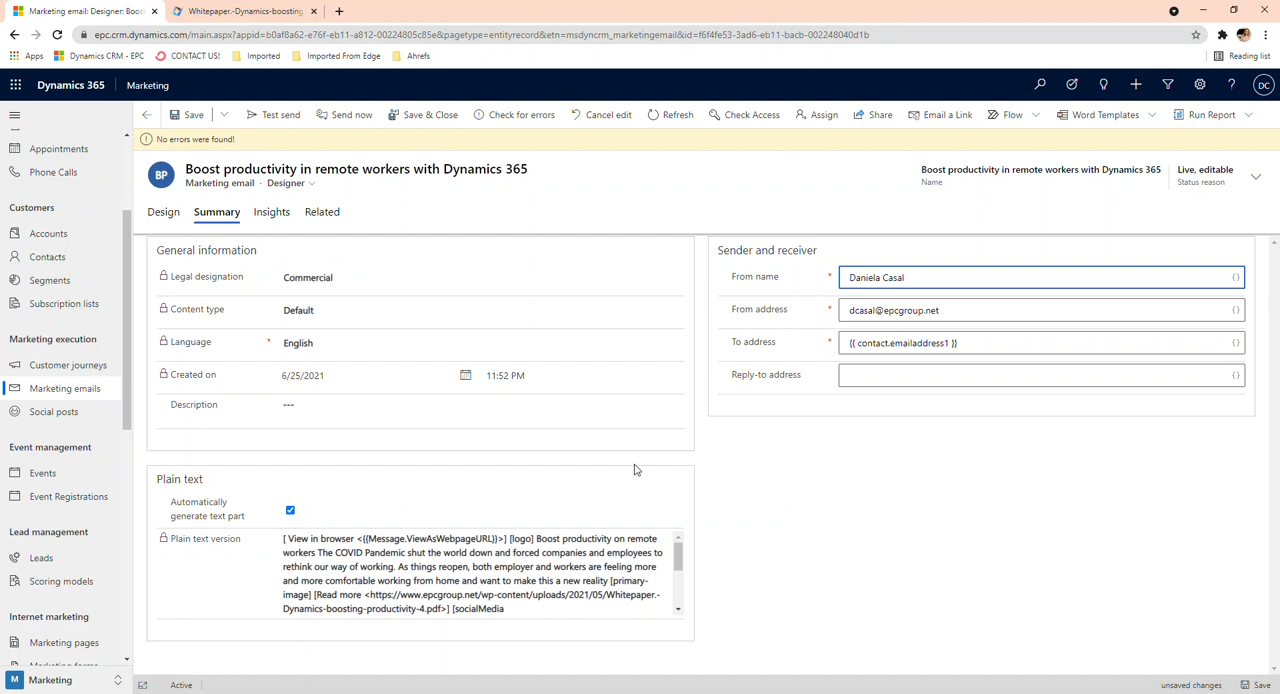 Marketing email: Designer: Boos
Whitepaper.-Dynamics-boosting
epc.crm.dynamics.com/main.aspx?appid=b0af8a62-e76f-eb11-a812-00224805c85e&pagetype=entityrecord&etn=msdyncrm_marketingemail&id=f6f4fe53-3ad6-eb11-bacb-002248040d1b
Apps
Dynamics CRM - EPC
CONTACT US!
Imported
Imported From Edge
Ahrefs
Reading list
Dynamics 365
Marketing
DC
Save
Test send
Send now
Save & Close
Check for errors
Cancel edit
Refresh
Check Access
Assign
Share
Email a Link
Flow
Word Templates
Run Report
No errors were found!
BP
Boost productivity in remote workers with Dynamics 365
Marketing email · Designer
Boost productivity in remote workers with Dynamics 365
Name
Live, editable
Status reason
Design
Summary
Insights
Related
Appointments
Phone Calls
Customers
Accounts
Contacts
Segments
Subscription lists
Marketing execution
Customer journeys
Marketing emails
Social posts
Event management
Events
Event Registrations
Lead management
Leads
Scoring models
Internet marketing
Marketing pages
Marketing forms
M
Marketing
General information
Legal designation
Commercial
Content type
Default
Language *
English
Created on
6/25/2021
11:52 PM
Description
---
Plain text
Automatically
generate text part
Plain text version
[ View in browser <{{Message.ViewAsWebpageURL}}>] [logo] Boost productivity on remote
workers The COVID Pandemic shut the world down and forced companies and employees to
rethink our way of working. As things reopen, both employer and workers are feeling more
and more comfortable working from home and want to make this a new reality [primary-
image] [Read more <https://www.epcgroup.net/wp-content/uploads/2021/05/Whitepaper.-
Dynamics-boosting-productivity-4.pdf>] [socialMedia
Sender and receiver
From name *
Daniela Casal
{}
From address *
dcasal@epcgroup.net
{}
To address *
{{ contact.emailaddress1 }}
{}
Reply-to address
{}
Active
unsaved changes
Save